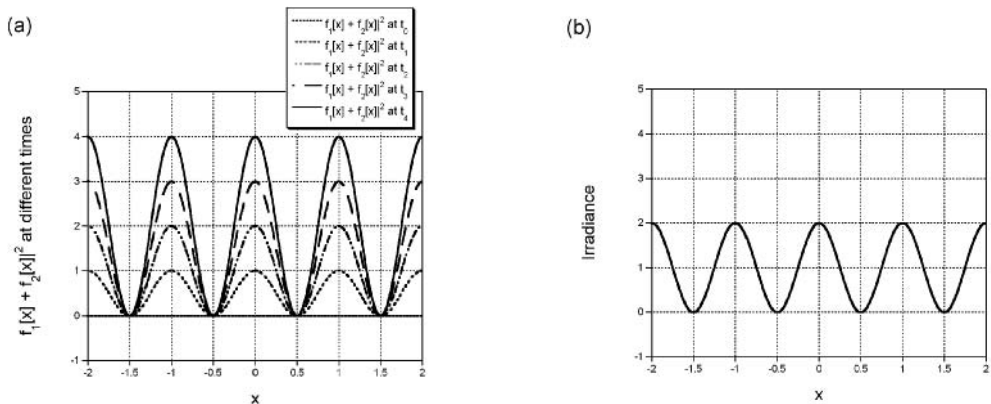 (a)
f₁[x] + f₂[x]|² at t₀
f₁[x] + f₂[x]|² at t₁
f₁[x] + f₂[x]|² at t₂
f₁[x] + f₂[x]|² at t₃
f₁[x] + f₂[x]|² at t₄
f₁[x] + f₂[x]|² at different times
5
4
3
2
1
0
-1
-2 -1.5 -1 -0.5 0 0.5 1 1.5 2
x
(b)
Irradiance
5
4
3
2
1
0
-1
-2 -1.5 -1 -0.5 0 0.5 1 1.5 2
x